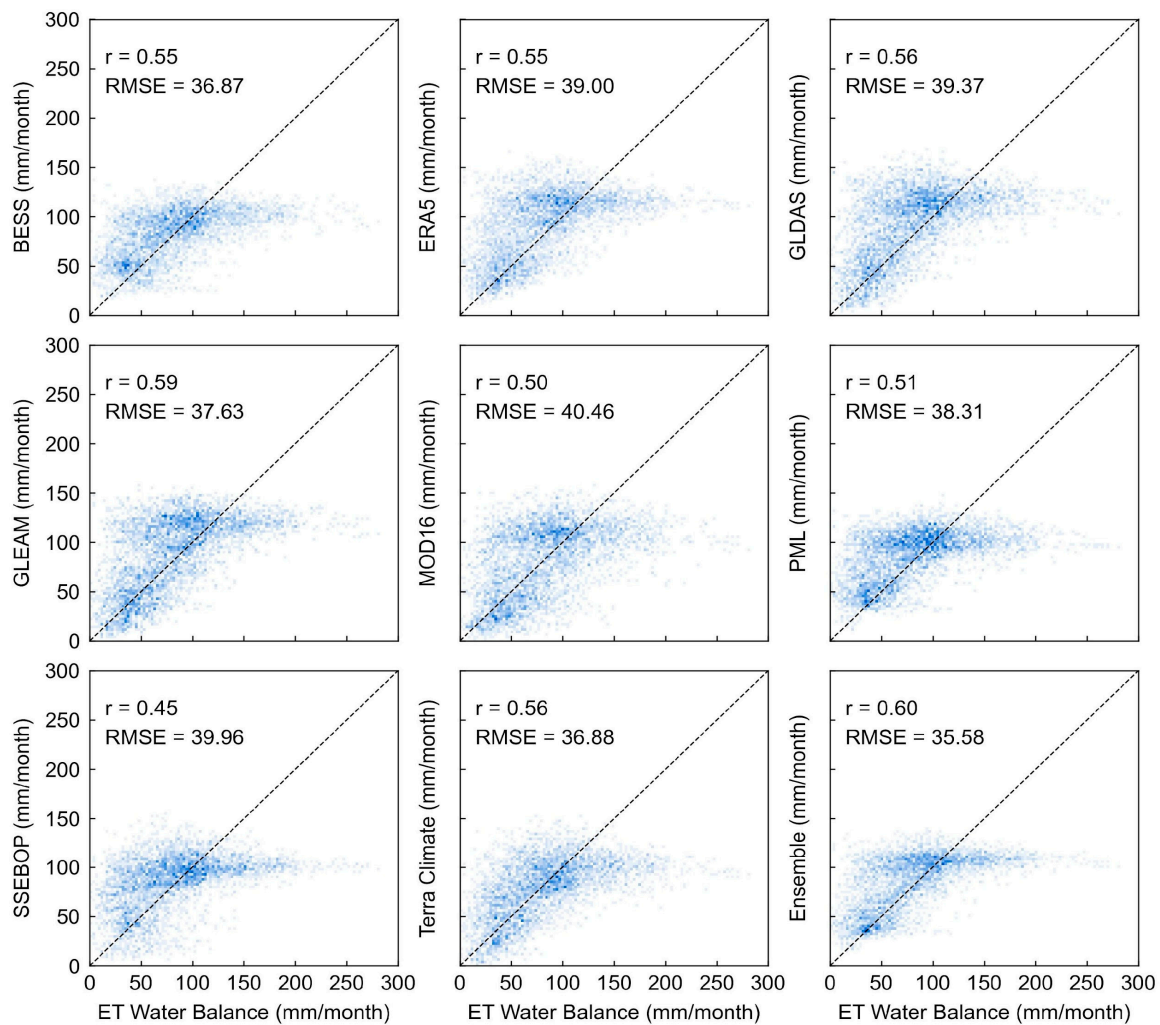 300
250
200
150
100
50
0
BESS (mm/month)
r = 0.55
RMSE = 36.87
ERA5 (mm/month)
r = 0.55
RMSE = 39.00
GLDAS (mm/month)
r = 0.56
RMSE = 39.37
300
250
200
150
100
50
0
GLEAM (mm/month)
r = 0.59
RMSE = 37.63
MOD16 (mm/month)
r = 0.50
RMSE = 40.46
PML (mm/month)
r = 0.51
RMSE = 38.31
300
250
200
150
100
50
0
SSEBOP (mm/month)
r = 0.45
RMSE = 39.96
Terra Climate (mm/month)
r = 0.56
RMSE = 36.88
Ensemble (mm/month)
r = 0.60
RMSE = 35.58
0 50 100 150 200 250 300
0 50 100 150 200 250 300
0 50 100 150 200 250 300
ET Water Balance (mm/month)
ET Water Balance (mm/month)
ET Water Balance (mm/month)